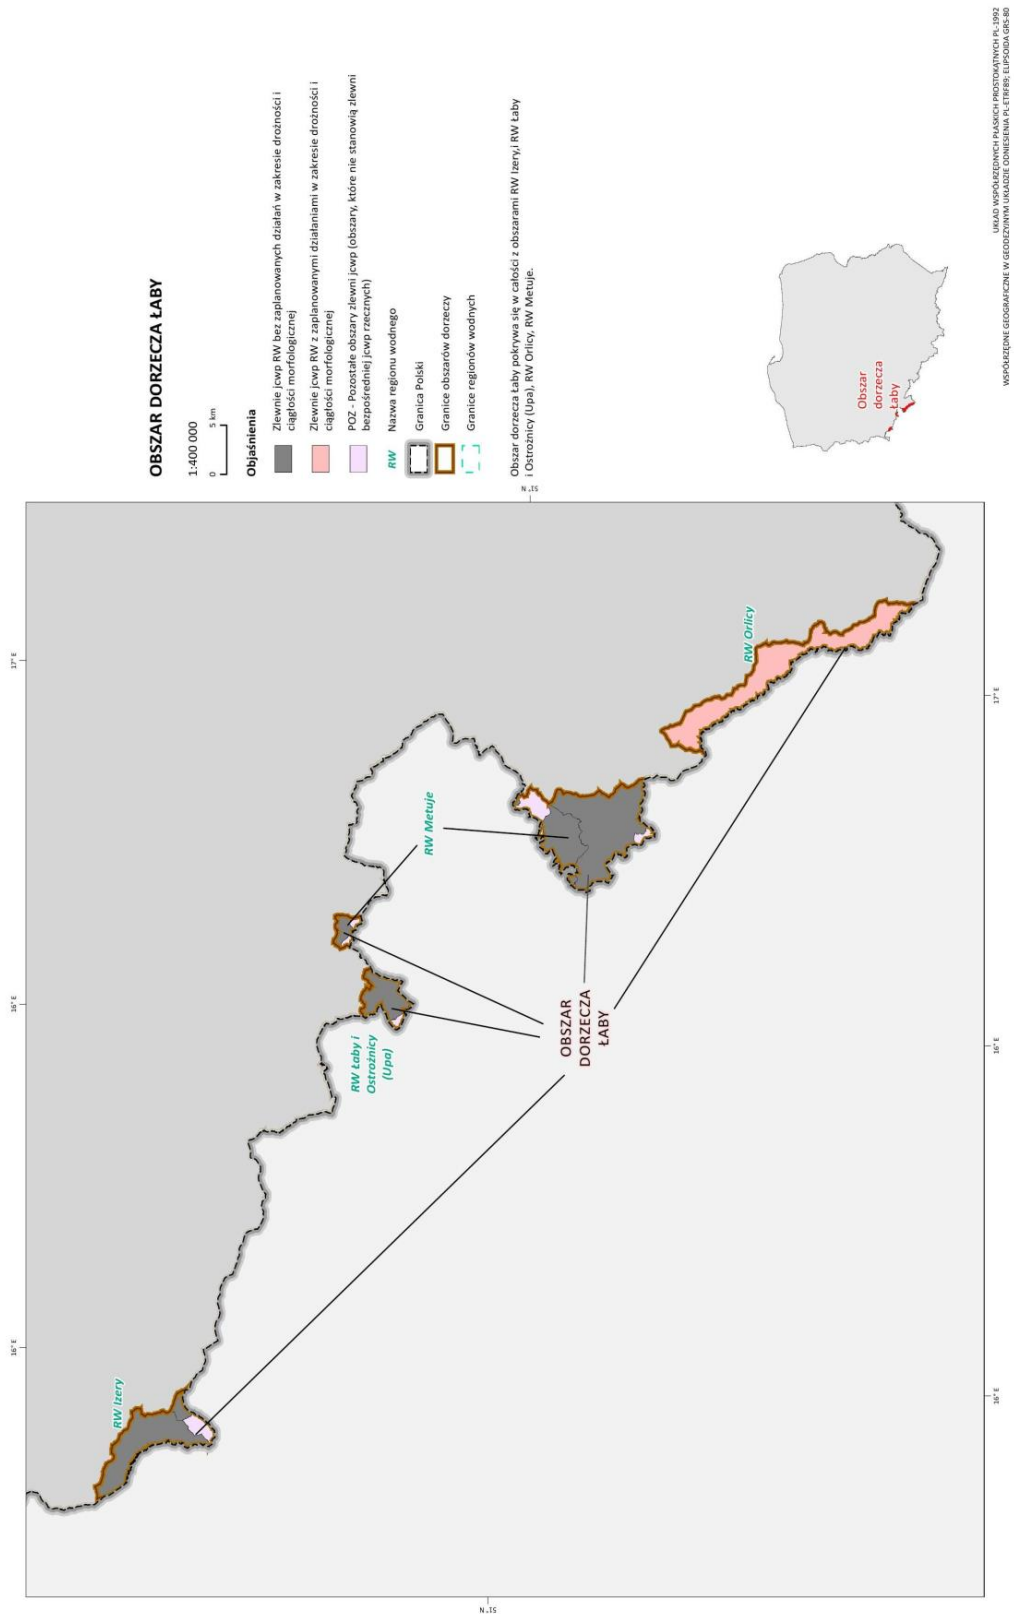 OBSZAR DORZECZA ŁABY
1:400 000
0 5 km
Objaśnienia
Zlewnie jcwp RW bez zaplanowanych działań w zakresie drożności i
ciągłości morfologicznej
Zlewnie jcwp RW z zaplanowanymi działaniami w zakresie drożności i
ciągłości morfologicznej
POZ - Pozostałe obszary zlewni jcwp (obszary, które nie stanowią zlewni
bezpośredniej jcwp rzecznych)
RW Nazwa regionu wodnego
Granica Polski
Granice obszarów dorzeczy
Granice regionów wodnych
Obszar dorzecza Łaby pokrywa się w całości z obszarami RW Izery,i RW Łaby
i Ostrożnicy (Upa), RW Orlicy, RW Metuje.
Obszar
dorzecza
Łaby
UKŁAD WSPÓŁRZĘDNYCH PŁASKICH PROSTOKĄTNYCH PL-1992
WSPÓŁRZĘDNE GEOGRAFICZNE W GEODEZYJNYM UKŁADZIE ODNIESIENIA PL-ETRF89; ELIPSOIDA GRS-80
16° E
16° E
17° E
51° N
RW Izery
RW Łaby i
Ostrożnicy
(Upa)
RW Metuje
RW Orlicy
OBSZAR
DORZECZA
ŁABY
51° N
16° E
16° E
17° E